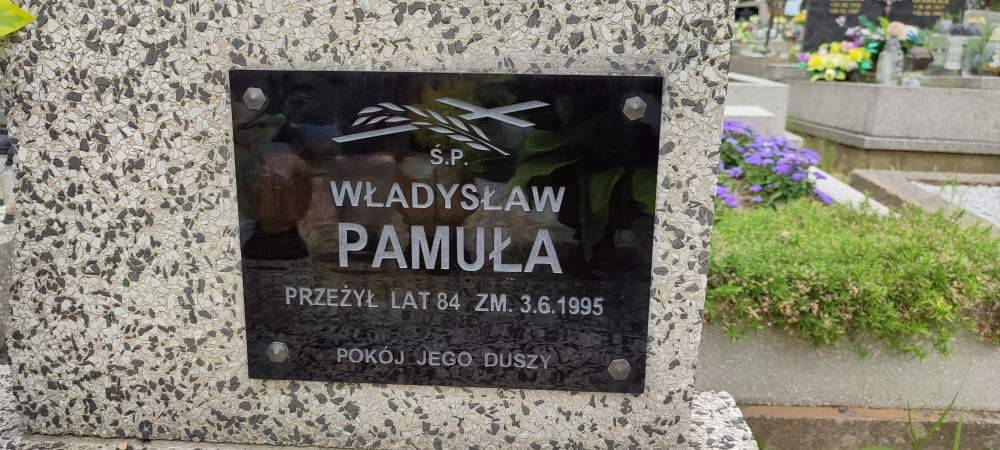 Ś.P.
WŁADYSŁAW
PAMUŁA
PRZEŻYŁ LAT 84 ZM. 3.6.1995
POKÓJ JEGO DUSZY